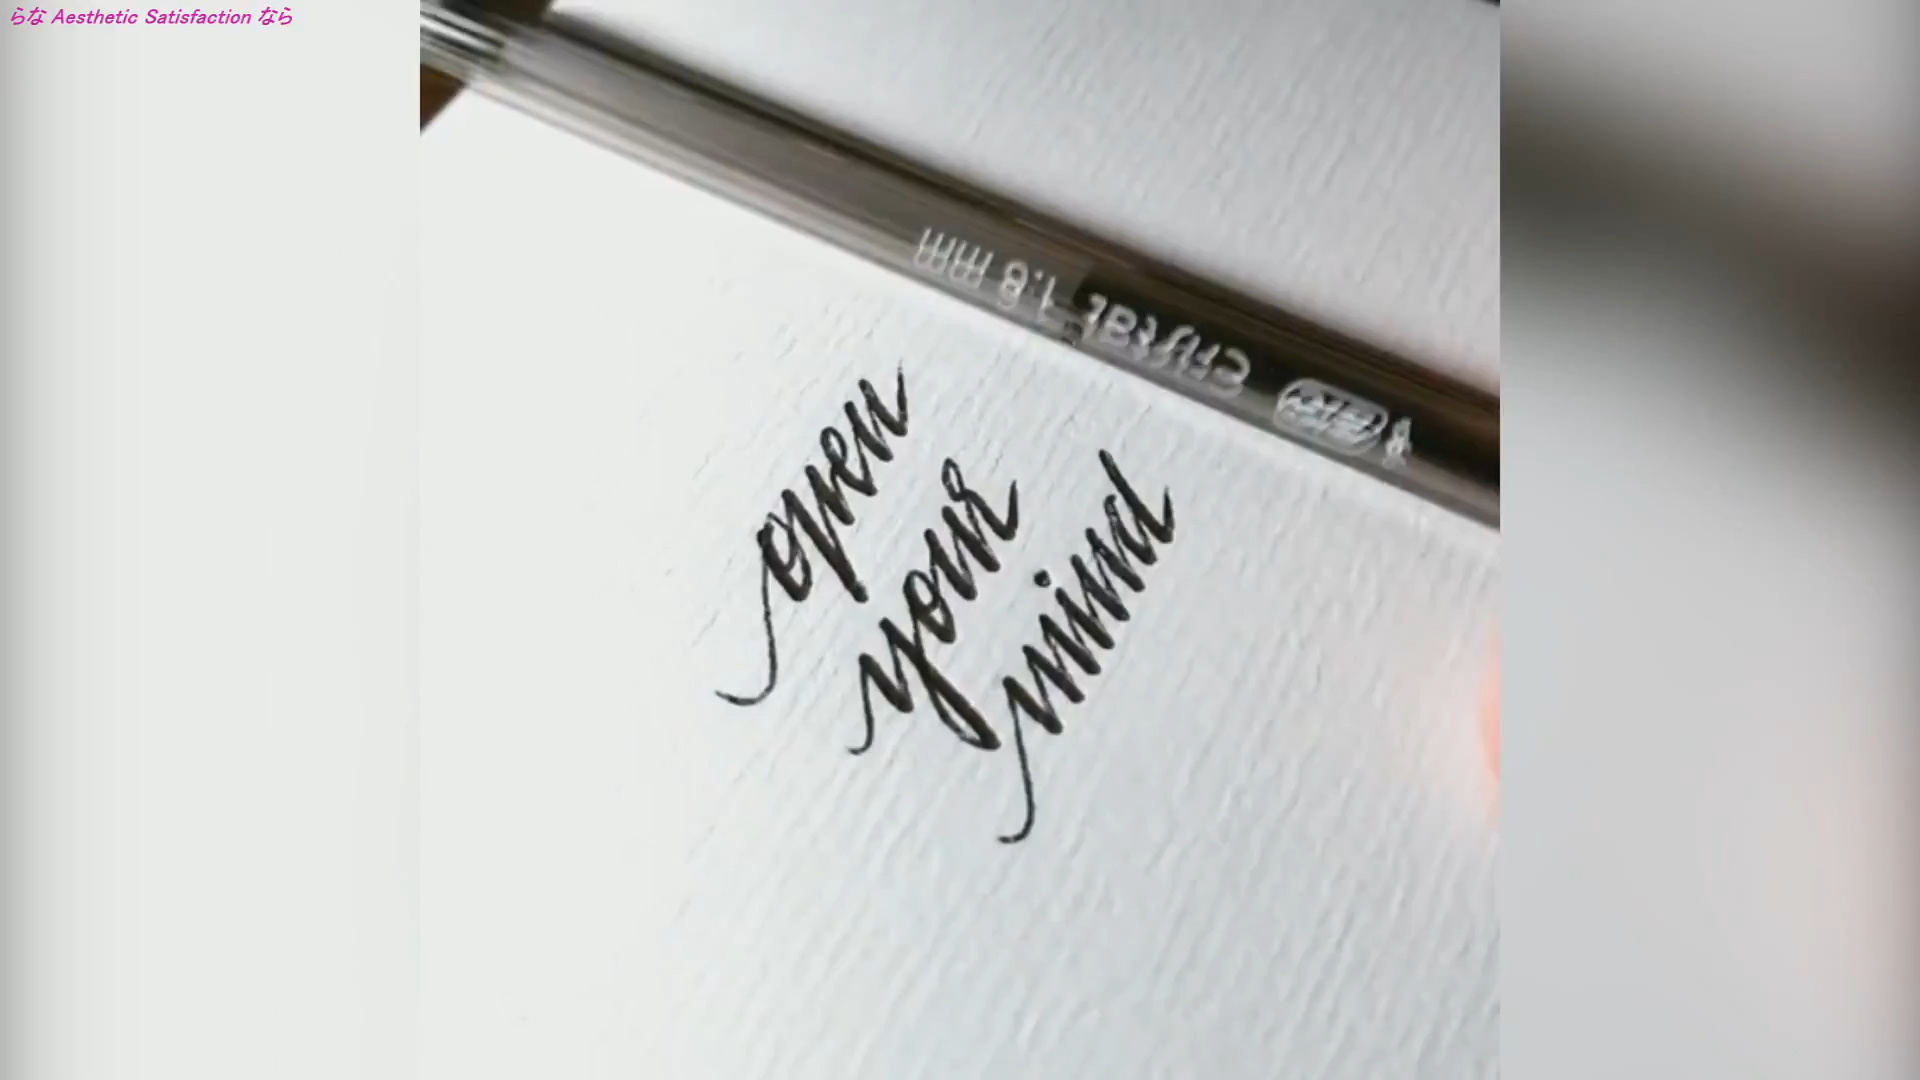 らな Aesthetic Satisfaction なら
open
your
mind
BIC Cristal 1.6 mm